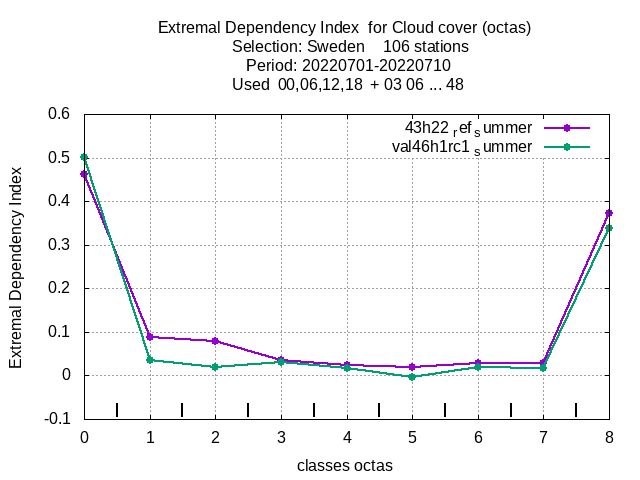 Extremal Dependency Index  for Cloud cover (octas)
Selection: Sweden    106 stations
Period: 20220701-20220710
Used  00,06,12,18  + 03 06 ... 48
43h22 ref summer
val46h1rc1 summer
0.6
0.5
0.4
0.3
0.2
0.1
0
-0.1
Extremal Dependency Index
0 1 2 3 4 5 6 7 8
classes octas